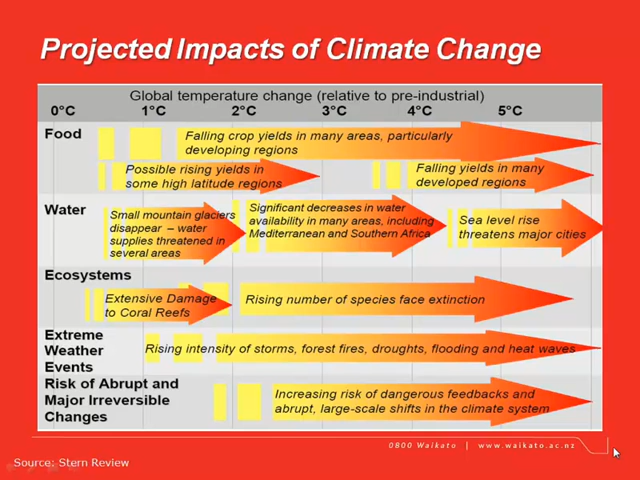 Projected Impacts of Climate Change
Global temperature change (relative to pre-industrial)
0°C 1°C 2°C 3°C 4°C 5°C
Food
Falling crop yields in many areas, particularly
developing regions
Possible rising yields in
some high latitude regions
Falling yields in many
developed regions
Water
Small mountain glaciers
disappear – water
supplies threatened in
several areas
Significant decreases in water
availability in many areas, including
Mediterranean and Southern Africa
Sea level rise
threatens major cities
Ecosystems
Extensive Damage
to Coral Reefs
Rising number of species face extinction
Extreme
Weather
Events
Rising intensity of storms, forest fires, droughts, flooding and heat waves
Risk of Abrupt and
Major Irreversible
Changes
Increasing risk of dangerous feedbacks and
abrupt, large-scale shifts in the climate system
0800 Waikato | www.waikato.ac.nz
Source: Stern Review